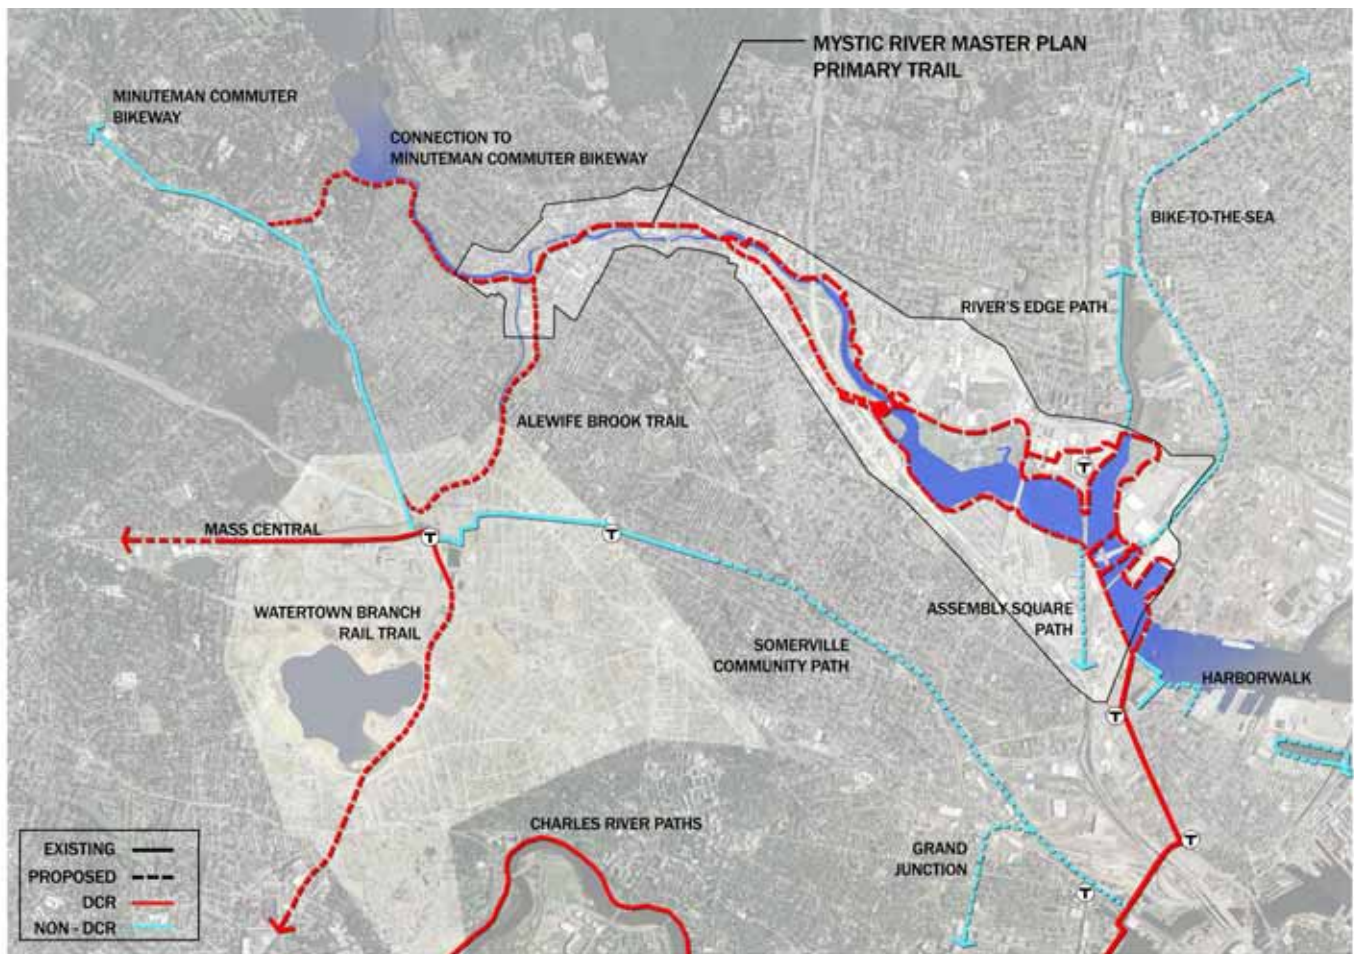 MYSTIC RIVER MASTER PLAN
PRIMARY TRAIL
MINUTEMAN COMMUTER
BIKEWAY
CONNECTION TO
MINUTEMAN COMMUTER BIKEWAY
BIKE-TO-THE-SEA
RIVER'S EDGE PATH
ALEWIFE BROOK TRAIL
MASS CENTRAL
T
T
T
WATERTOWN BRANCH
RAIL TRAIL
ASSEMBLY SQUARE
PATH
SOMERVILLE
COMMUNITY PATH
HARBORWALK
T
CHARLES RIVER PATHS
GRAND
JUNCTION
T
T
EXISTING
PROPOSED
DCR
NON - DCR